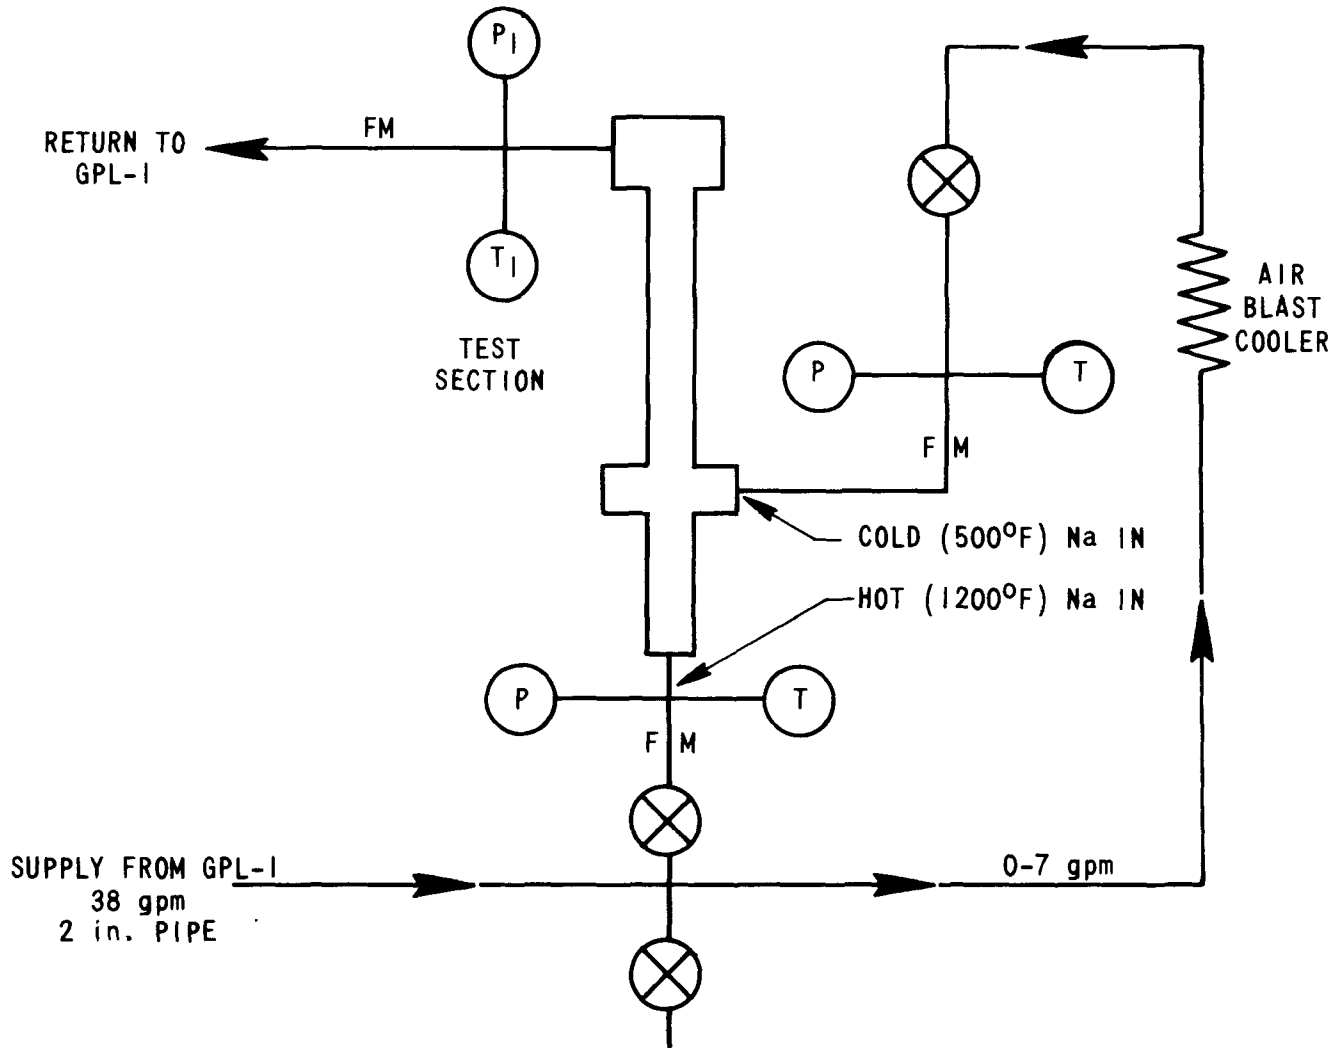 P1
RETURN TO
GPL-1
FM
T1
TEST
SECTION
AIR
BLAST
COOLER
P
T
F M
COLD (500°F) Na IN
HOT (1200°F) Na IN
P
T
F M
SUPPLY FROM GPL-1
38 gpm
2 in. PIPE
0-7 gpm